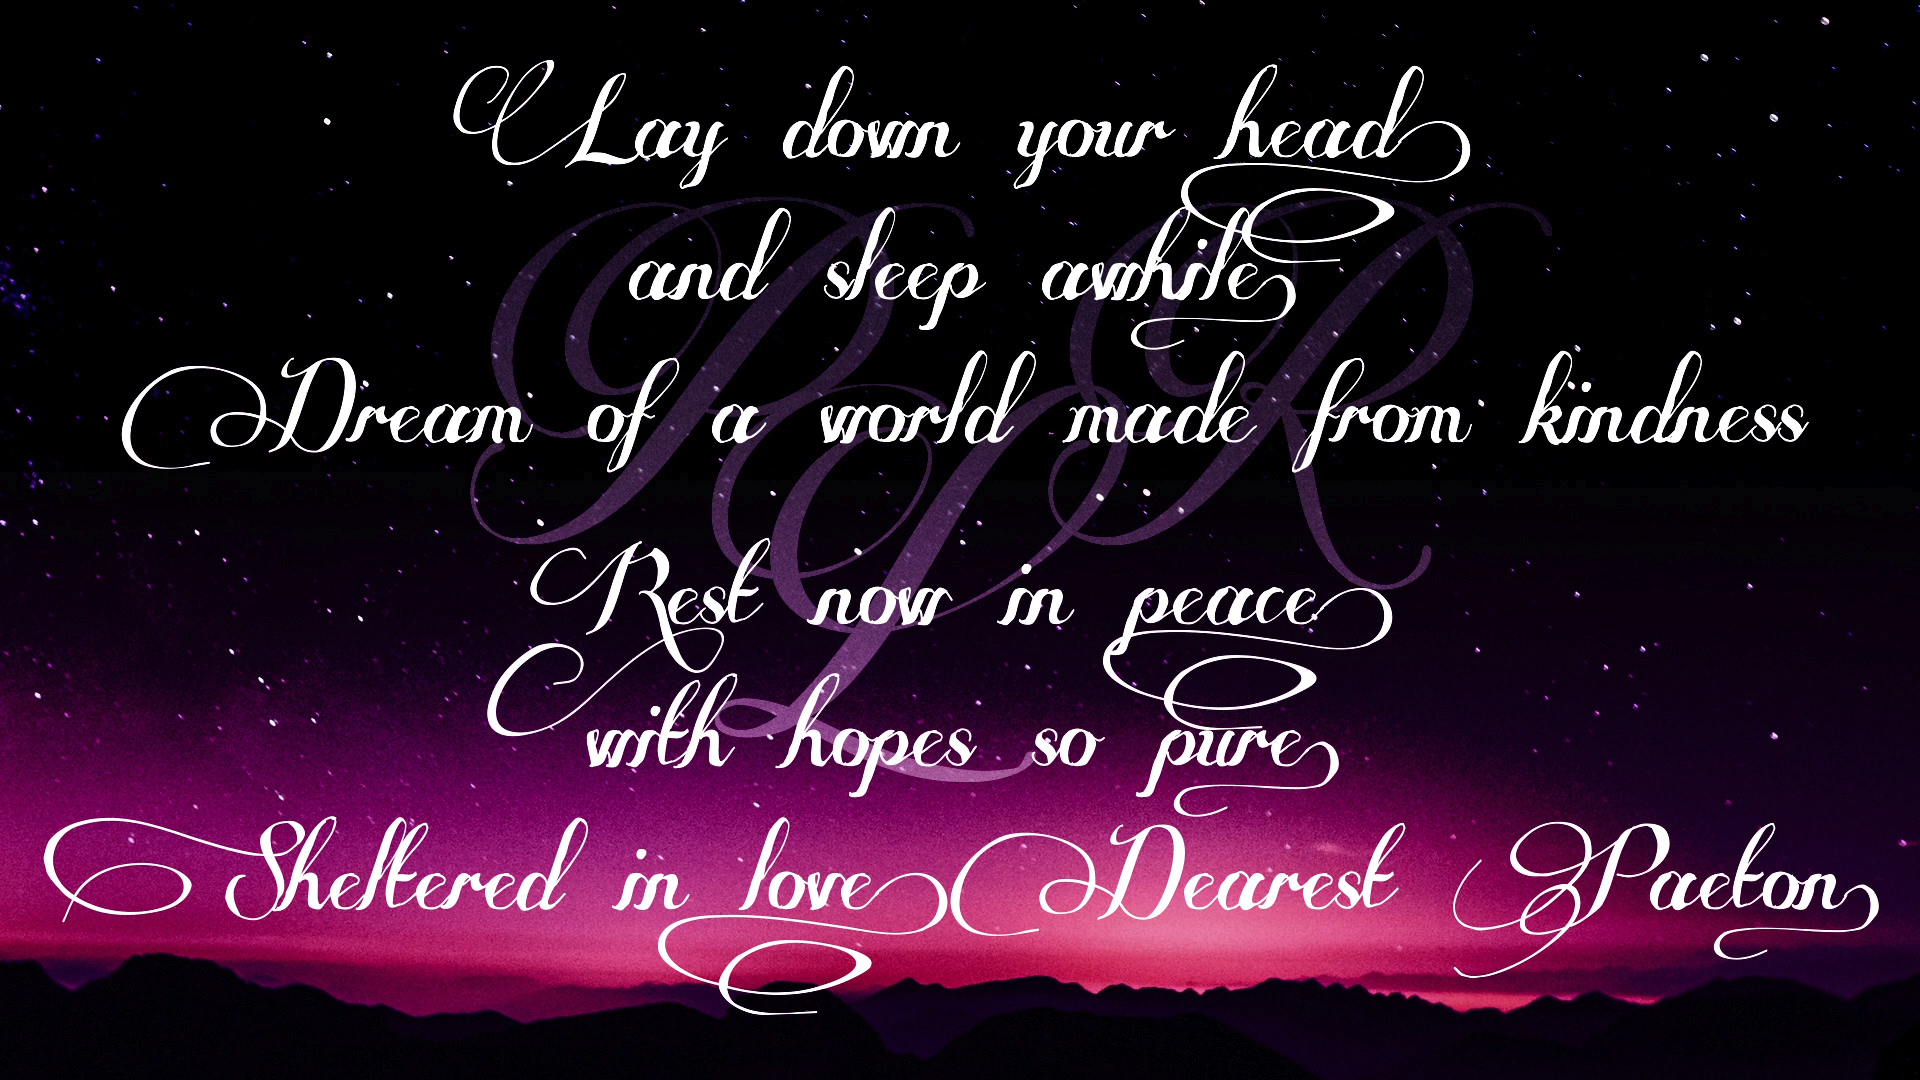 Lay down your head
and sleep awhile
Dream of a world made from kindness
Rest now in peace
with hopes so pure
Sheltered in love Dearest Paeton